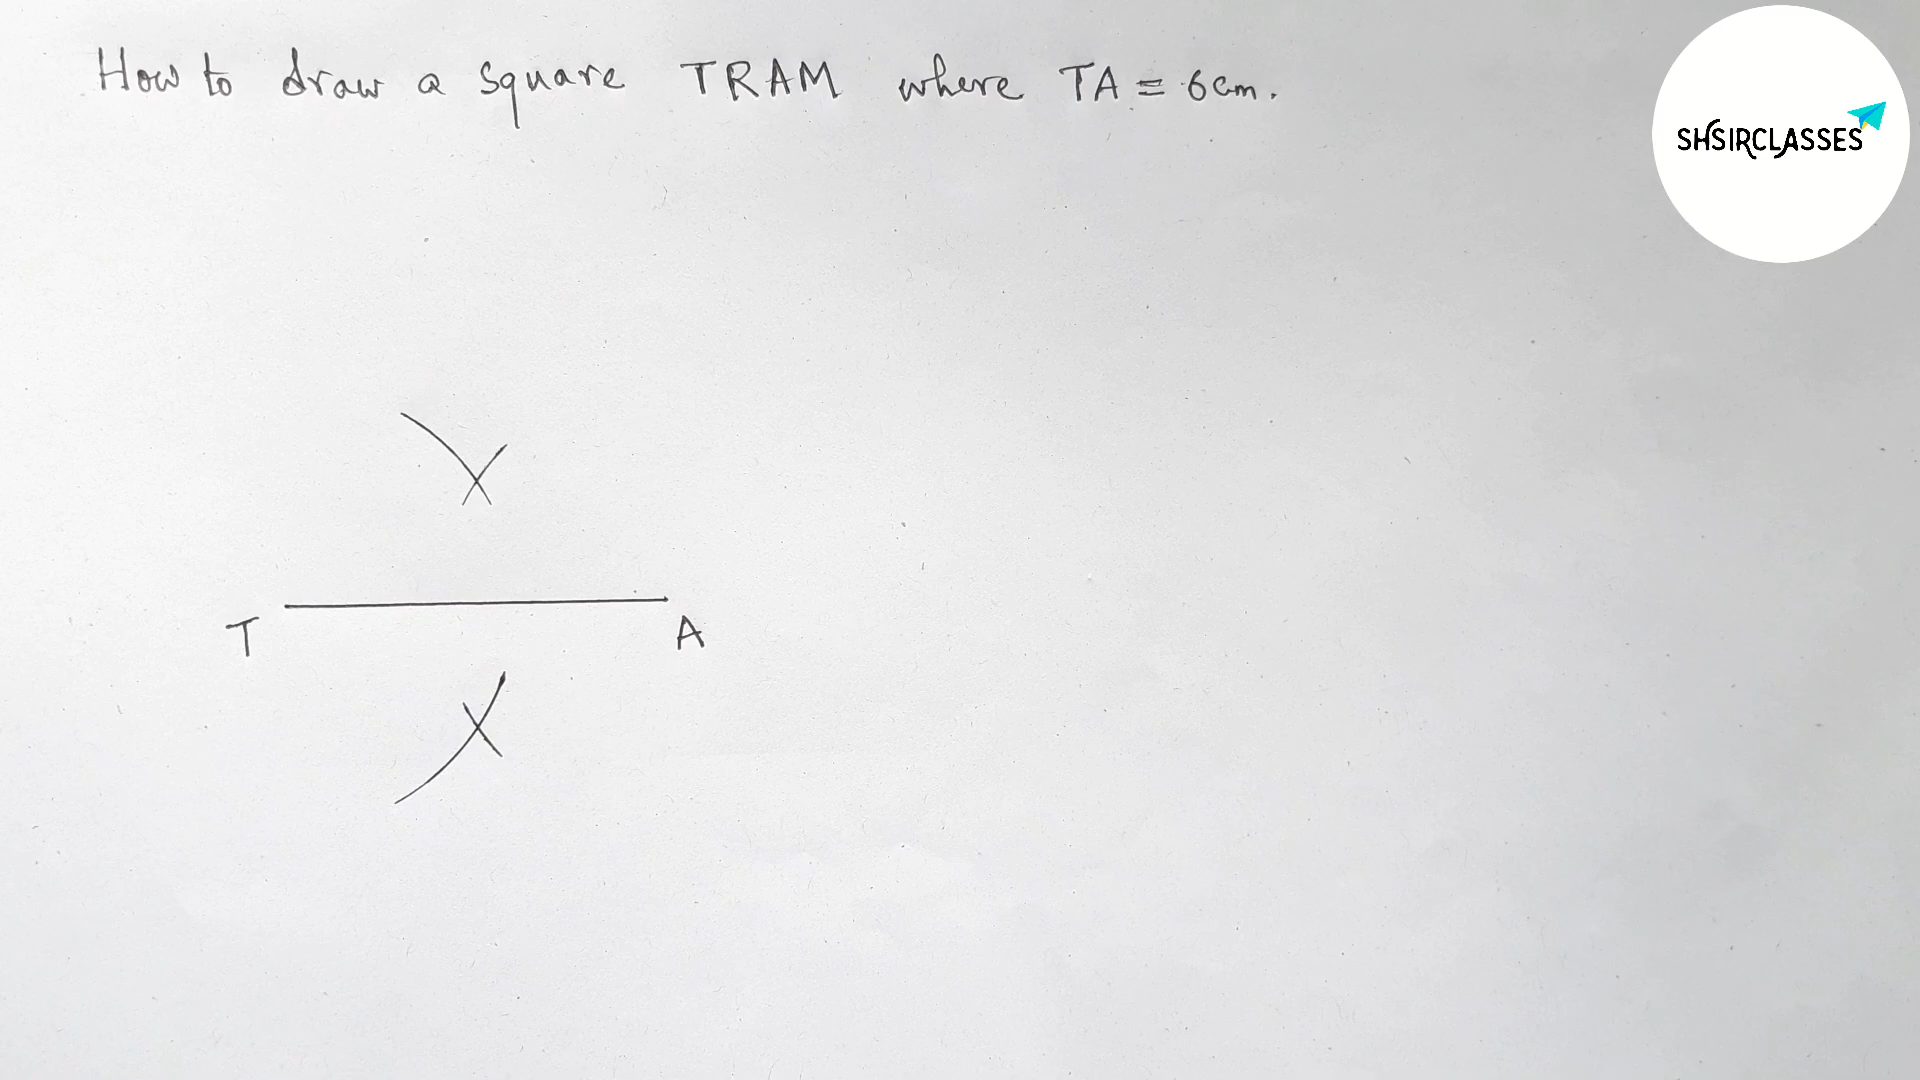 How to draw a square TRAM where TA = 6cm.
SHSIRCLASSES
T
A